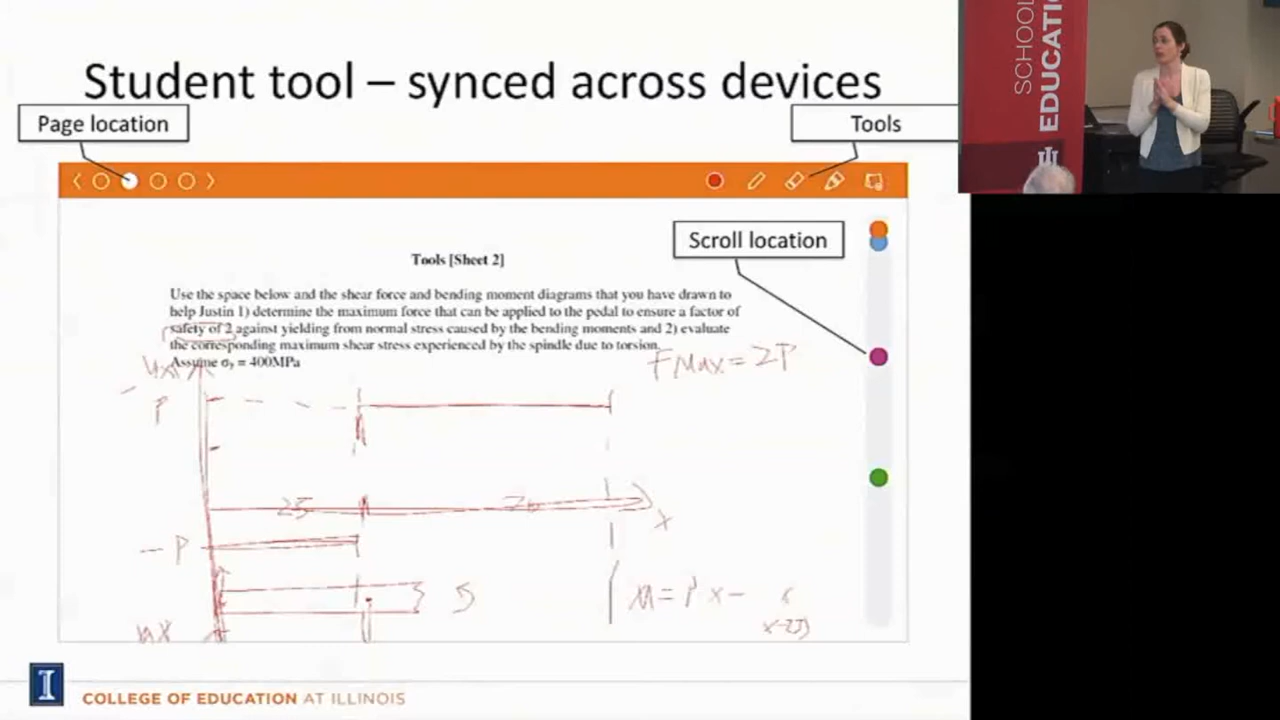 Student tool – synced across devices
Page location
Tools
Scroll location
Tools [Sheet 2]
Use the space below and the shear force and bending moment diagrams that you have drawn to
help Justin 1) determine the maximum force that can be applied to the pedal to ensure a factor of
safety of 2 against yielding from normal stress caused by the bending moments and 2) evaluate
the corresponding maximum shear stress experienced by the spindle due to torsion.
Assume σy = 400MPa
FMax = 2P
P
25
x
– P
5
M = P x –
I
COLLEGE OF EDUCATION AT ILLINOIS
SCHOOL
EDUCATI